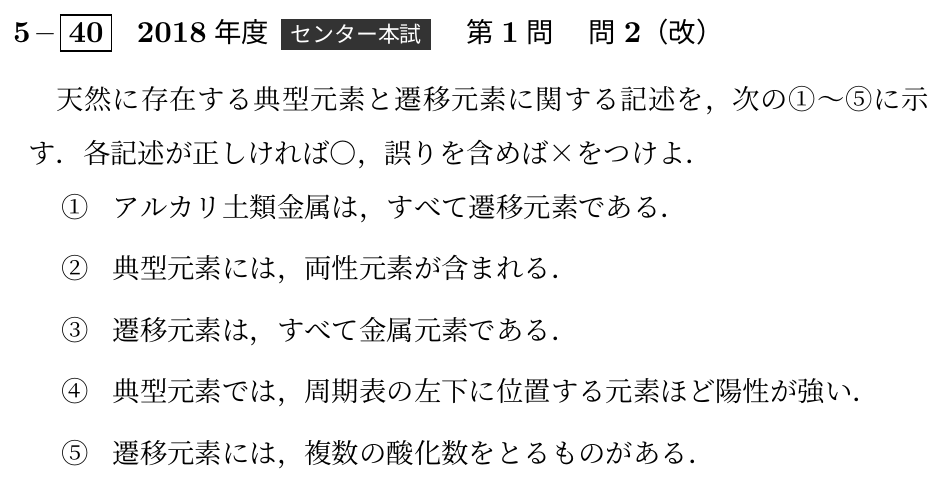 5－40 2018 年度 センター本試 第 1 問 問 2（改）
天然に存在する典型元素と遷移元素に関する記述を，次の①～⑤に示
す．各記述が正しければ○，誤りを含めば×をつけよ．
① アルカリ土類金属は，すべて遷移元素である．
② 典型元素には，両性元素が含まれる．
③ 遷移元素は，すべて金属元素である．
④ 典型元素では，周期表の左下に位置する元素ほど陽性が強い．
⑤ 遷移元素には，複数の酸化数をとるものがある．